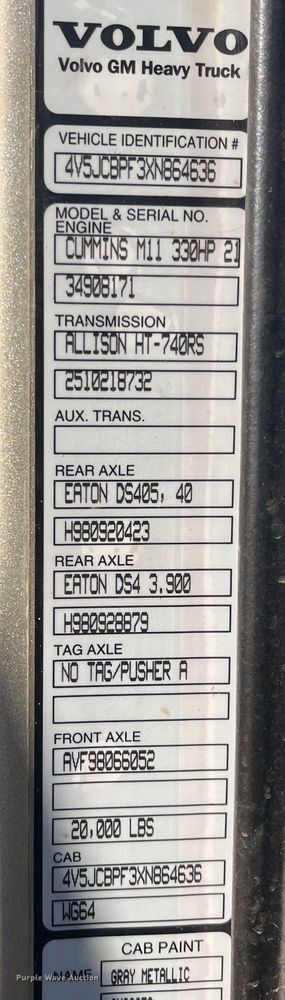 VOLVO
Volvo GM Heavy Truck
VEHICLE IDENTIFICATION #
4V5JCBPF3XN864636
MODEL & SERIAL NO.
ENGINE
CUMMINS M11 330HP 21
34908171
TRANSMISSION
ALLISON HT-740RS
2510218732
AUX. TRANS.
REAR AXLE
EATON DS405, 40
H980920423
REAR AXLE
EATON DS4 3.900
H980928879
TAG AXLE
NO TAG/PUSHER A
FRONT AXLE
AVF98066052
20,000 LBS
CAB
4V5JCBPF3XN864636
WG64
CAB PAINT
NAME GRAY METALLIC
Purple Wave Auction